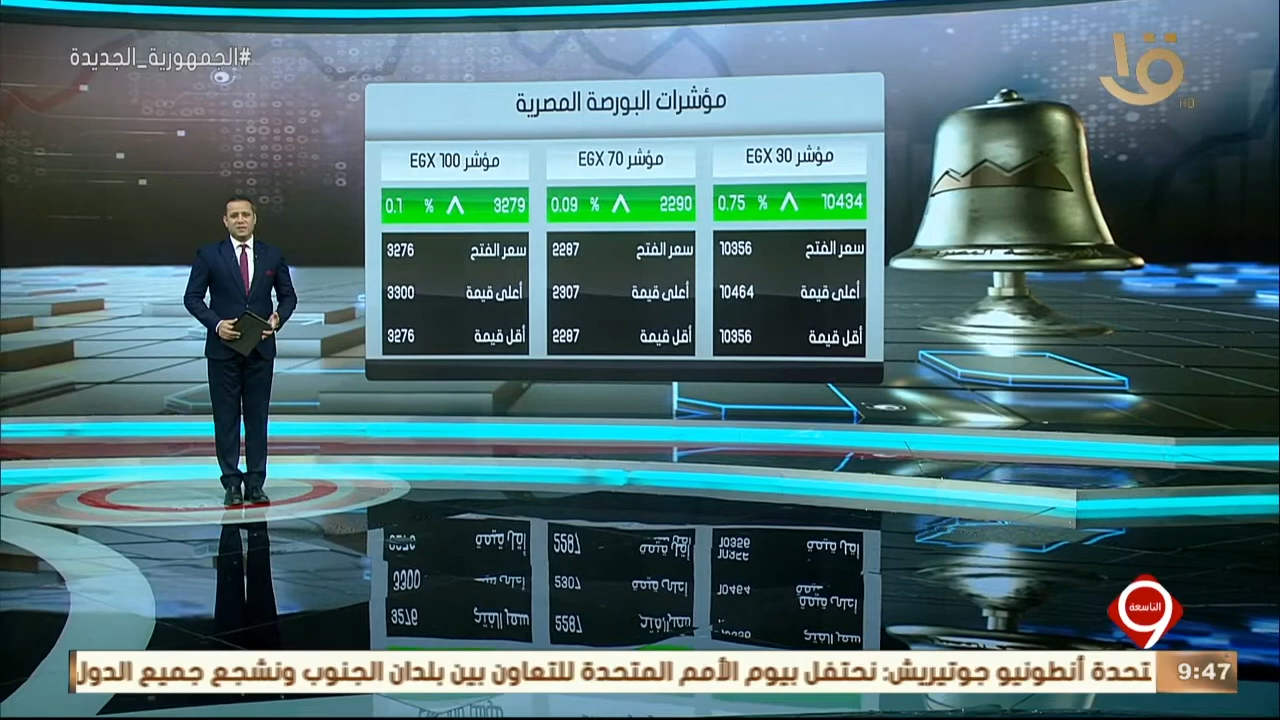 #الجمهورية_الجديدة
HD
مؤشرات البورصة المصرية
مؤشر EGX 30
10434 % 0.75
سعر الفتح 10356
أعلى قيمة 10464
أقل قيمة 10356
مؤشر EGX 70
2290 % 0.09
سعر الفتح 2287
أعلى قيمة 2307
أقل قيمة 2287
مؤشر EGX 100
3279 % 0.1
سعر الفتح 3276
أعلى قيمة 3300
أقل قيمة 3276
التاسعة
9
9:47
تحدة أنطونيو جوتيريش: نحتفل بيوم الأمم المتحدة للتعاون بين بلدان الجنوب ونشجع جميع الدول